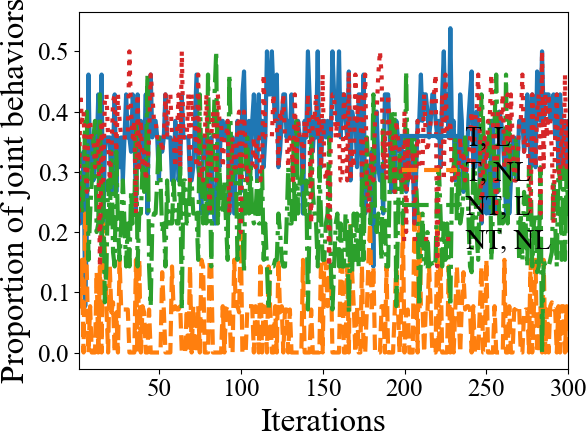 Proportion of joint behaviors
0.5
0.4
0.3
0.2
0.1
0.0
T, L
T, NL
NT, L
NT, NL
50
100
150
200
250
300
Iterations